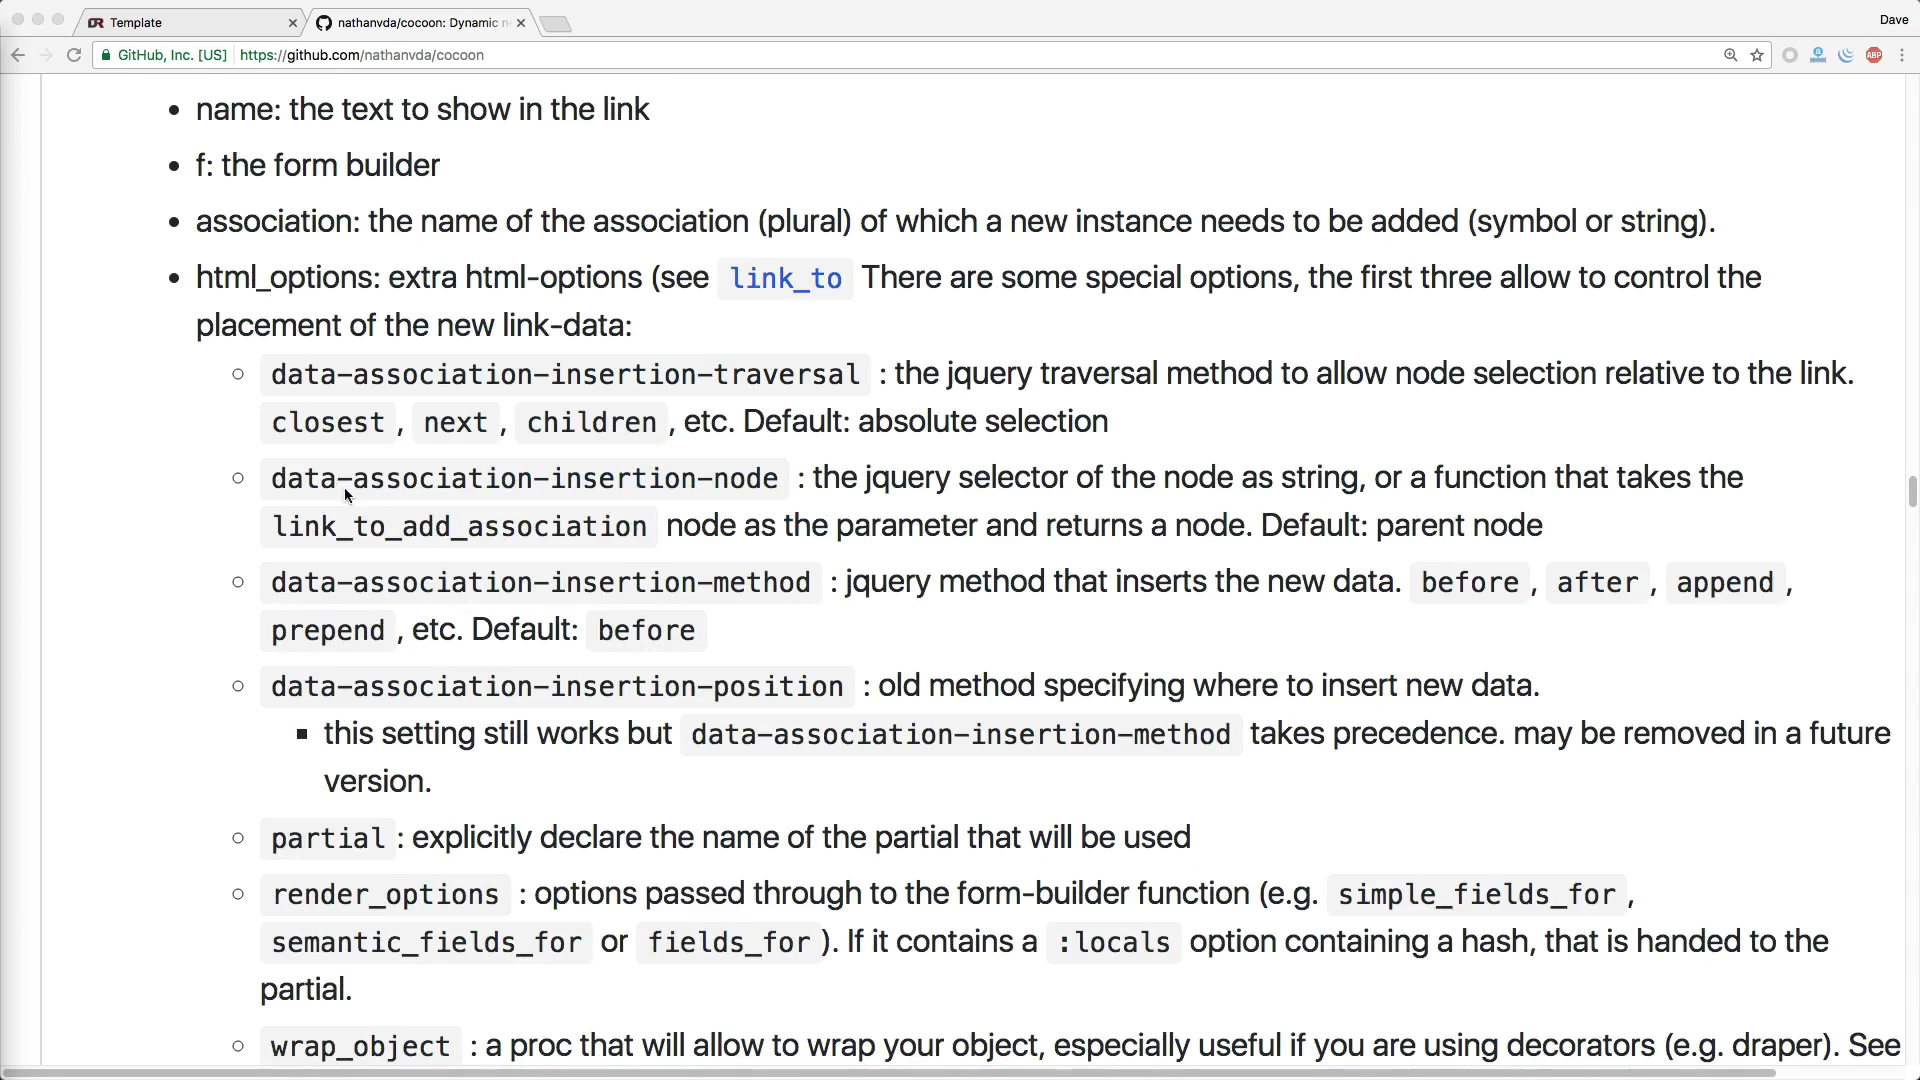 Dave
Template
nathanvda/cocoon: Dynamic
GitHub, Inc. [US] https://github.com/nathanvda/cocoon
ABP
name: the text to show in the link
f: the form builder
association: the name of the association (plural) of which a new instance needs to be added (symbol or string).
html_options: extra html-options (see link_to There are some special options, the first three allow to control the
placement of the new link-data:
data-association-insertion-traversal : the jquery traversal method to allow node selection relative to the link.
closest , next , children , etc. Default: absolute selection
data-association-insertion-node : the jquery selector of the node as string, or a function that takes the
link_to_add_association node as the parameter and returns a node. Default: parent node
data-association-insertion-method : jquery method that inserts the new data. before , after , append ,
prepend , etc. Default: before
data-association-insertion-position : old method specifying where to insert new data.
this setting still works but data-association-insertion-method takes precedence. may be removed in a future
version.
partial : explicitly declare the name of the partial that will be used
render_options : options passed through to the form-builder function (e.g. simple_fields_for ,
semantic_fields_for or fields_for ). If it contains a :locals option containing a hash, that is handed to the
partial.
wrap_object : a proc that will allow to wrap your object, especially useful if you are using decorators (e.g. draper). See